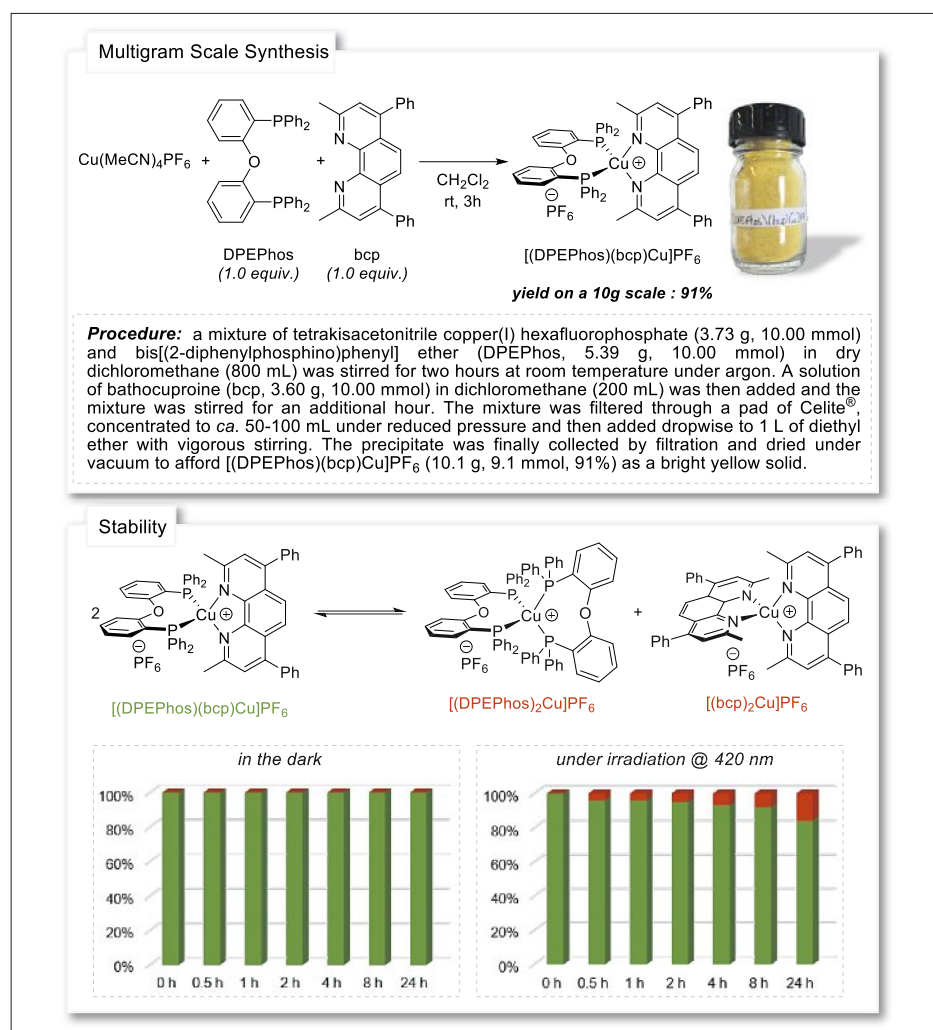 Multigram Scale Synthesis
Cu(MeCN)4PF6 +
PPh2
O
PPh2
DPEPhos
(1.0 equiv.)
+
Ph
N
N
Ph
bcp
(1.0 equiv.)
CH2Cl2
rt, 3h
Ph
Ph2
P
N
O
Cu
+
P
N
Ph2
PF6
Ph
[(DPEPhos)(bcp)Cu]PF6
yield on a 10g scale : 91%
Procedure: a mixture of tetrakisacetonitrile copper(I) hexafluorophosphate (3.73 g, 10.00 mmol)
and bis[(2-diphenylphosphino)phenyl] ether (DPEPhos, 5.39 g, 10.00 mmol) in dry
dichloromethane (800 mL) was stirred for two hours at room temperature under argon. A solution
of bathocuproine (bcp, 3.60 g, 10.00 mmol) in dichloromethane (200 mL) was then added and the
mixture was stirred for an additional hour. The mixture was filtered through a pad of Celite®,
concentrated to ca. 50-100 mL under reduced pressure and then added dropwise to 1 L of diethyl
ether with vigorous stirring. The precipitate was finally collected by filtration and dried under
vacuum to afford [(DPEPhos)(bcp)Cu]PF6 (10.1 g, 9.1 mmol, 91%) as a bright yellow solid.
Stability
2
Ph
Ph2
P
N
O
Cu
+
P
N
Ph2
PF6
Ph
[(DPEPhos)(bcp)Cu]PF6
Ph2
Ph
Ph
P
P
O
Cu
+
O
P
P
Ph2
Ph
Ph
PF6
[(DPEPhos)2Cu]PF6
+
Ph
Ph
N
N
Cu
+
N
N
Ph
PF6
Ph
[(bcp)2Cu]PF6
in the dark
100%
80%
60%
40%
20%
0%
0 h 0.5 h 1 h 2 h 4 h 8 h 24 h
under irradiation @ 420 nm
100%
80%
60%
40%
20%
0%
0 h 0.5 h 1 h 2 h 4 h 8 h 24 h